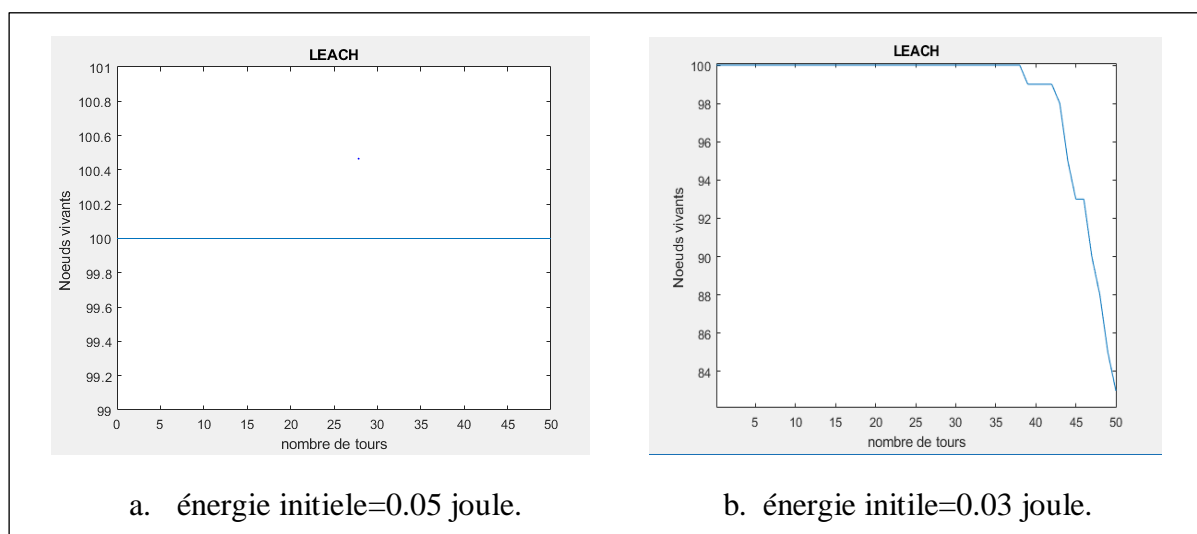 LEACH
101
100.8
100.6
100.4
100.2
100
99.8
99.6
99.4
99.2
99
Noeuds vivants
0 5 10 15 20 25 30 35 40 45 50
nombre de tours
LEACH
100
98
96
94
92
90
88
86
84
Noeuds vivants
5 10 15 20 25 30 35 40 45 50
nombre de tours
a. énergie initiele=0.05 joule.
b. énergie initile=0.03 joule.